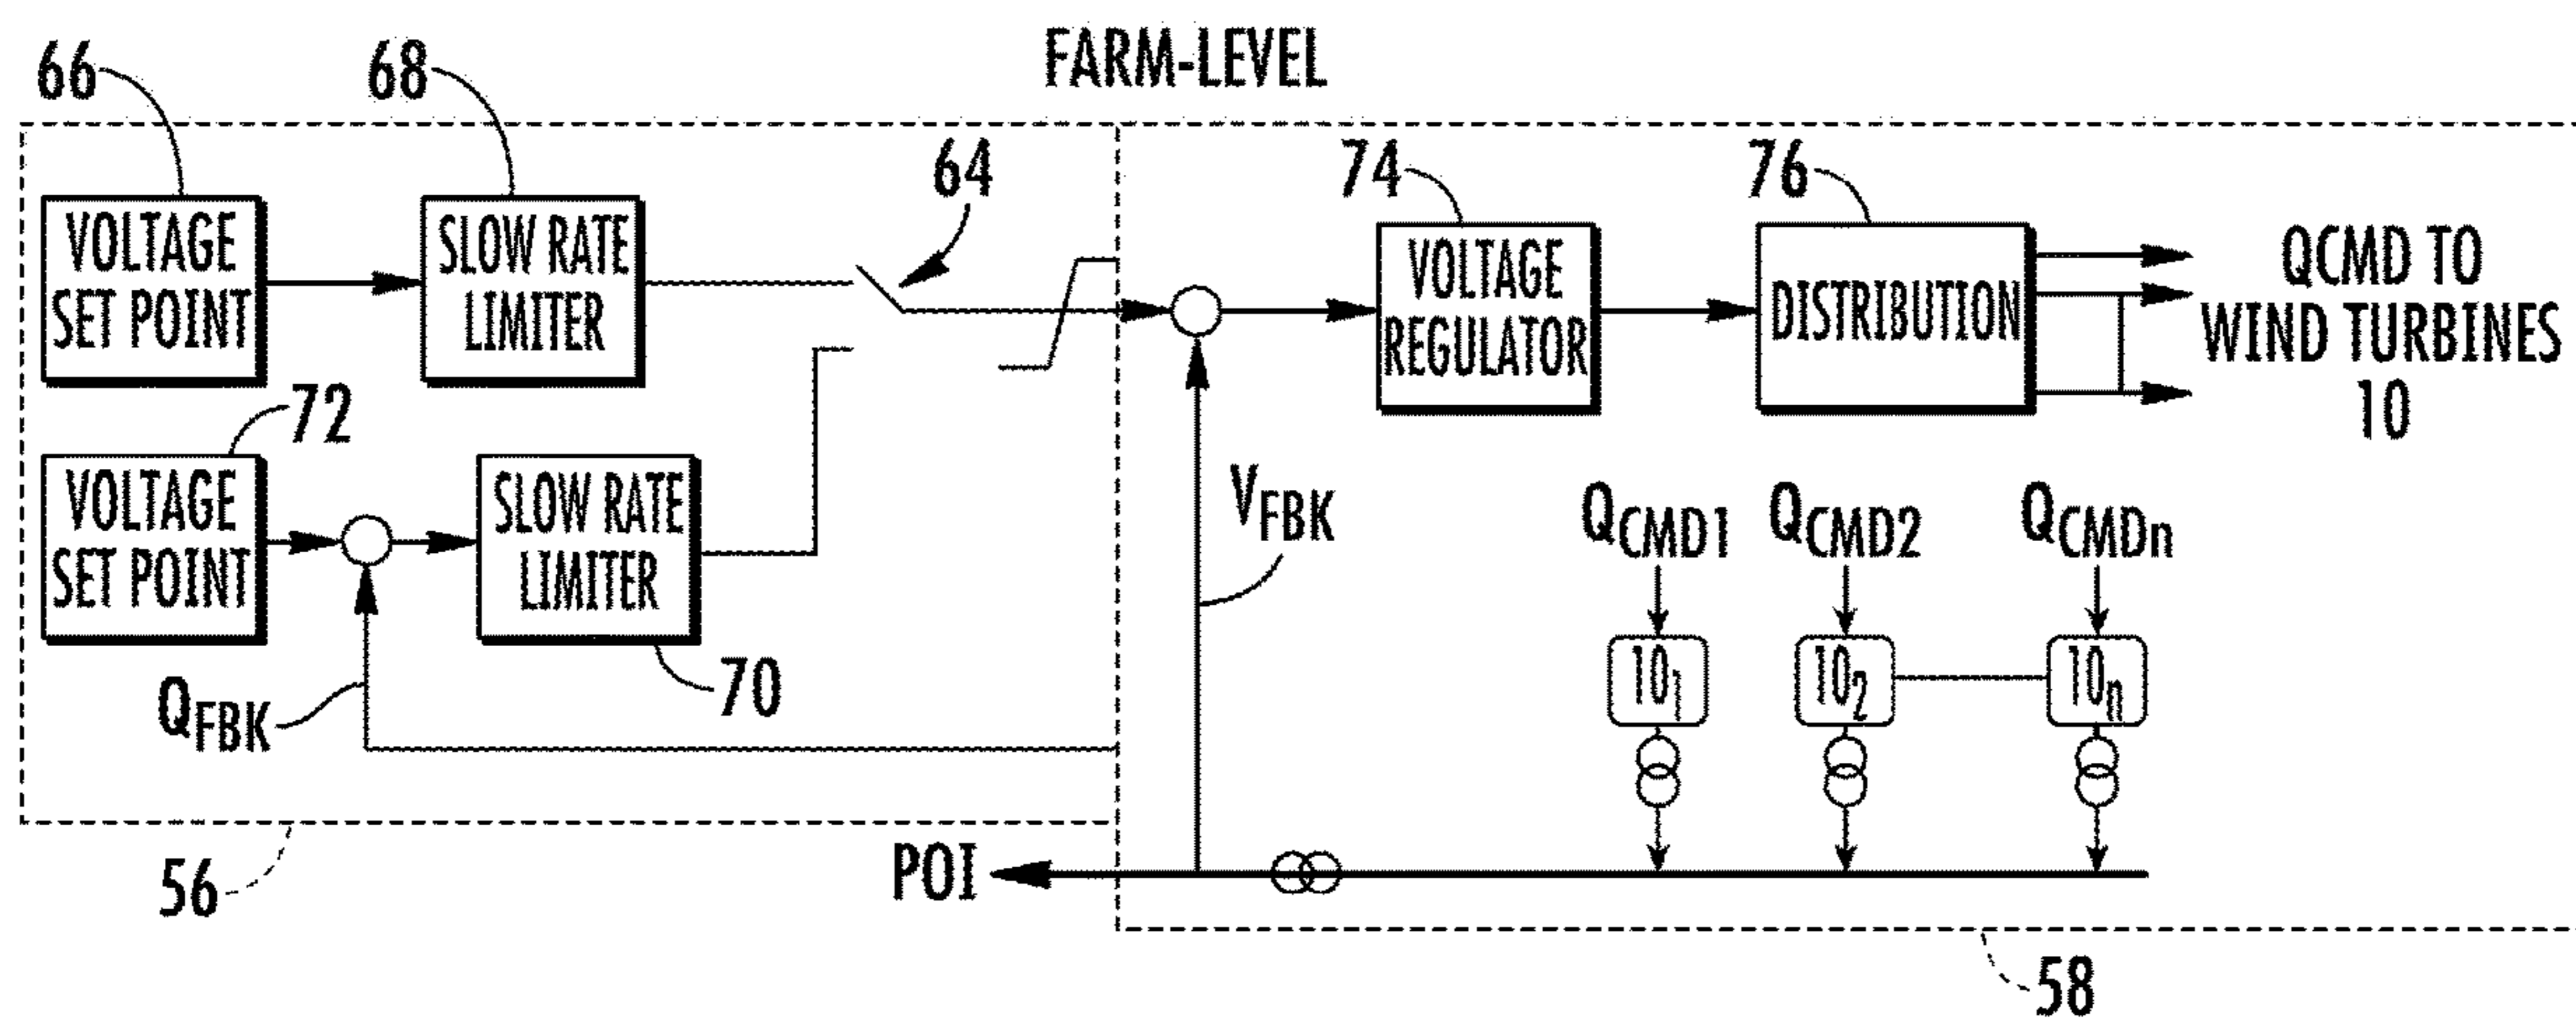 FARM-LEVEL
66
68
64
74
76
VOLTAGE
SET POINT
SLOW RATE
LIMITER
VOLTAGE
REGULATOR
DISTRIBUTION
QCMD TO
WIND TURBINES
10
72
VOLTAGE
SET POINT
SLOW RATE
LIMITER
70
QFBK
VFBK
QCMD1 QCMD2 QCMDn
101 102 10n
POI
56
58